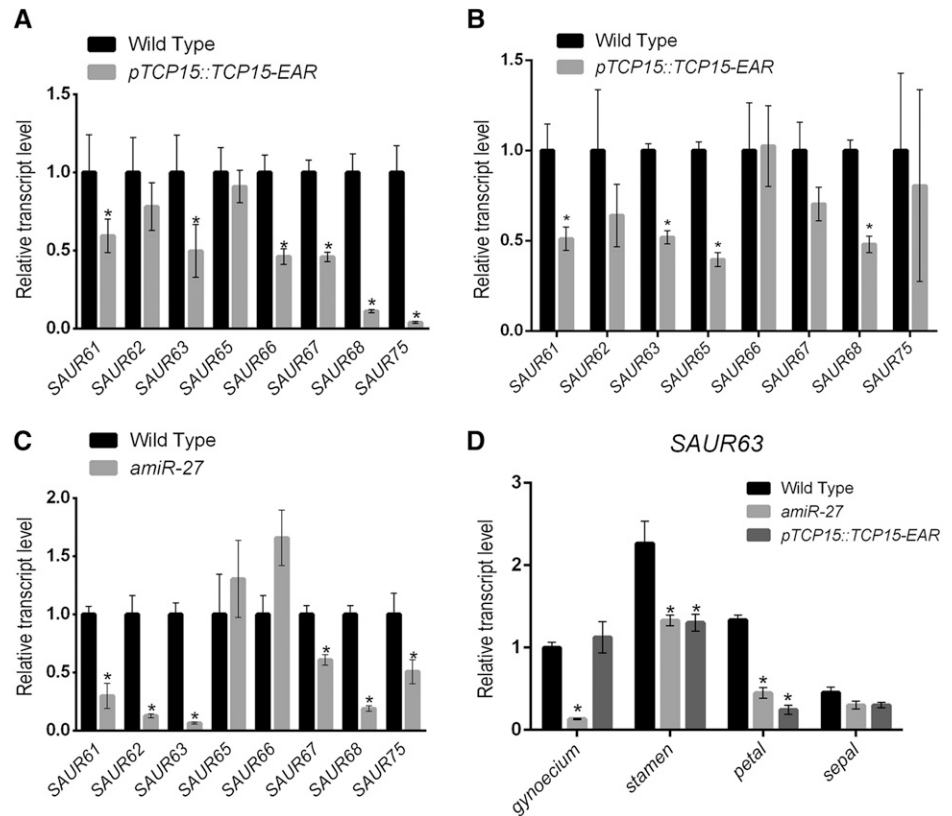 A
Wild Type
pTCP15::TCP15-EAR
Relative transcript level
1.5
1.0
0.5
0.0
SAUR61
SAUR62
SAUR63
SAUR65
SAUR66
SAUR67
SAUR68
SAUR75
*
*
*
*
*
*
B
Wild Type
pTCP15::TCP15-EAR
Relative transcript level
1.5
1.0
0.5
0.0
SAUR61
SAUR62
SAUR63
SAUR65
SAUR66
SAUR67
SAUR68
SAUR75
*
*
*
*
C
Wild Type
amiR-27
Relative transcript level
2.0
1.5
1.0
0.5
0.0
SAUR61
SAUR62
SAUR63
SAUR65
SAUR66
SAUR67
SAUR68
SAUR75
*
*
*
*
*
*
D
SAUR63
Wild Type
amiR-27
pTCP15::TCP15-EAR
Relative transcript level
3
2
1
0
gynoecium
stamen
petal
sepal
*
*
*
*
*